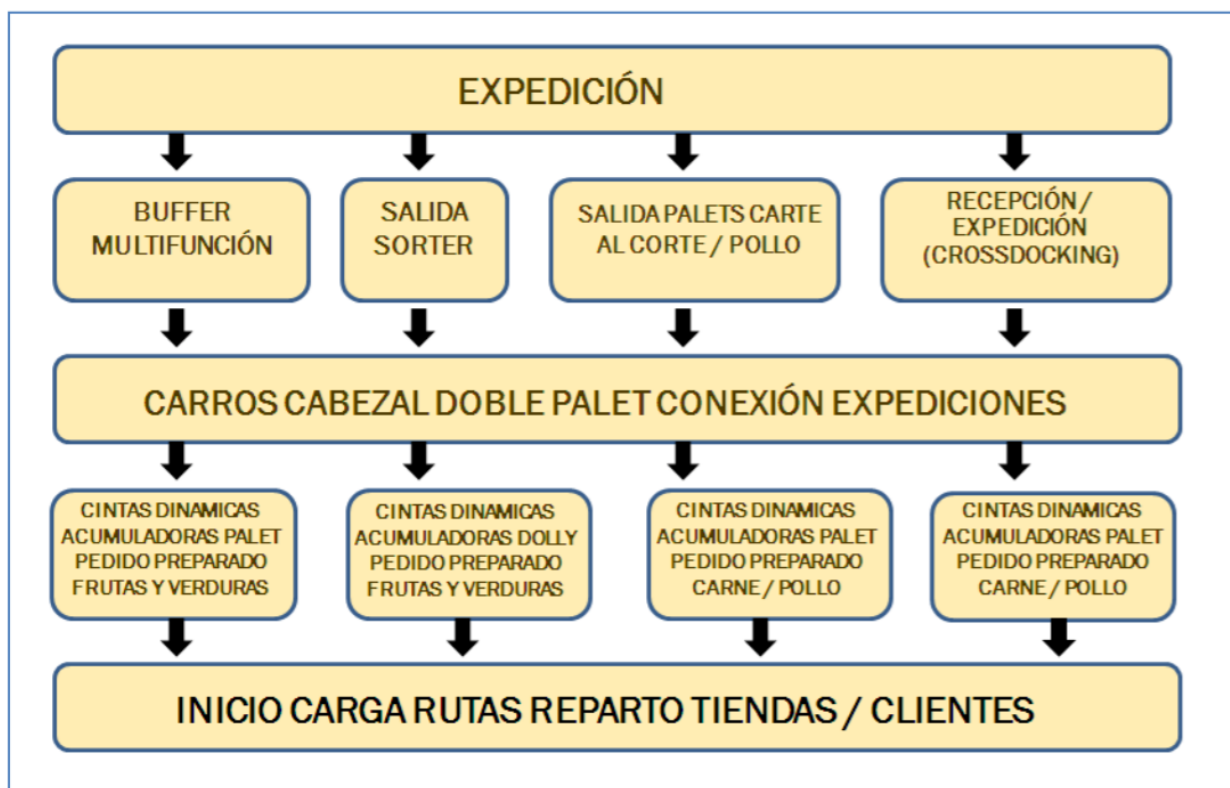 EXPEDICIÓN
BUFFER
MULTIFUNCIÓN
SALIDA
SORTER
SALIDA PALETS CARTE
AL CORTE / POLLO
RECEPCIÓN /
EXPEDICIÓN
(CROSSDOCKING)
CARROS CABEZAL DOBLE PALET CONEXIÓN EXPEDICIONES
CINTAS DINAMICAS
ACUMULADORAS PALET
PEDIDO PREPARADO
FRUTAS Y VERDURAS
CINTAS DINAMICAS
ACUMULADORAS DOLLY
PEDIDO PREPARADO
FRUTAS Y VERDURAS
CINTAS DINAMICAS
ACUMULADORAS PALET
PEDIDO PREPARADO
CARNE / POLLO
CINTAS DINAMICAS
ACUMULADORAS PALET
PEDIDO PREPARADO
CARNE / POLLO
INICIO CARGA RUTAS REPARTO TIENDAS / CLIENTES